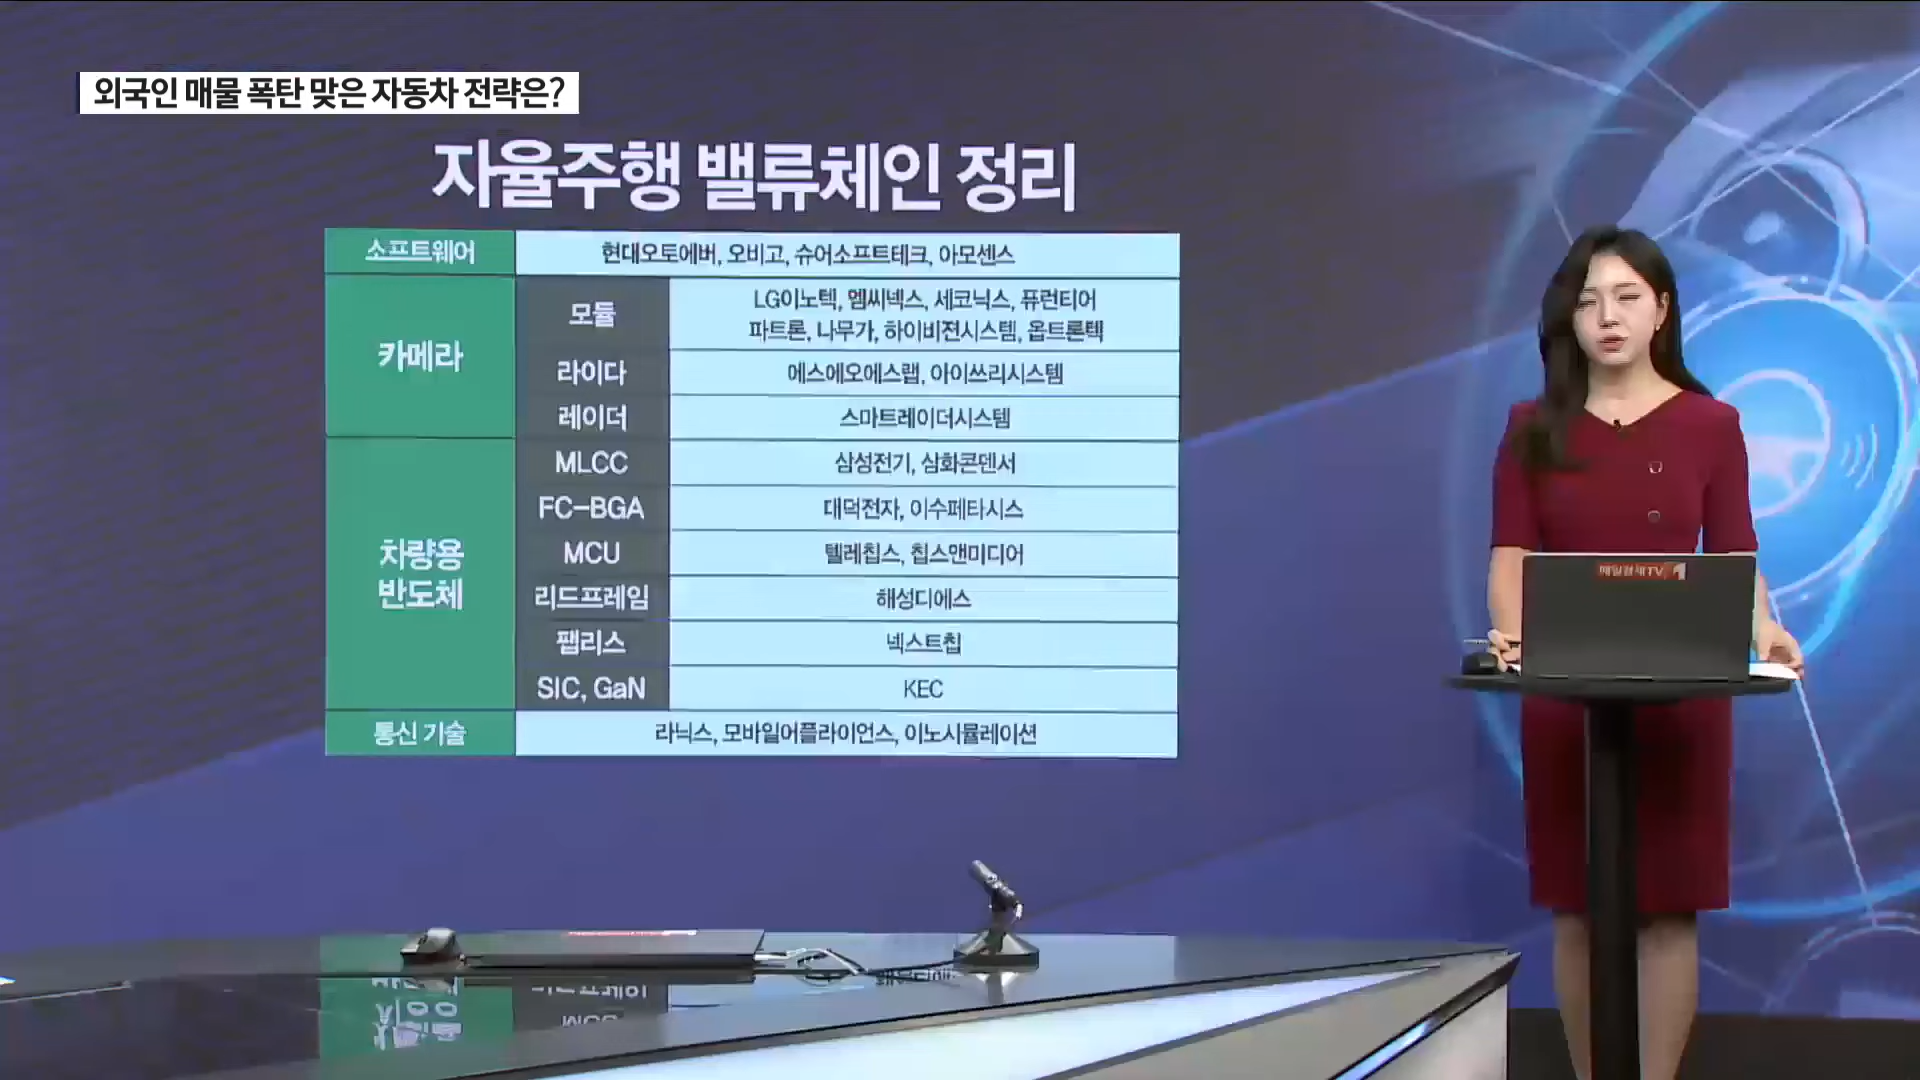 외국인 매물 폭탄 맞은 자동차 전략은?
자율주행 밸류체인 정리
소프트웨어
현대오토에버, 오비고, 슈어소프트테크, 아모센스
카메라
모듈
LG이노텍, 엠씨넥스, 세코닉스, 퓨런티어
파트론, 나무가, 하이비젼시스템, 옵트론텍
라이다
에스에오에스랩, 아이쓰리시스템
레이더
스마트레이더시스템
차량용
반도체
MLCC
삼성전기, 삼화콘덴서
FC-BGA
대덕전자, 이수페타시스
MCU
텔레칩스, 칩스앤미디어
리드프레임
해성디에스
팹리스
넥스트칩
SIC, GaN
KEC
통신 기술
라닉스, 모바일어플라이언스, 이노시뮬레이션
매일경제TV